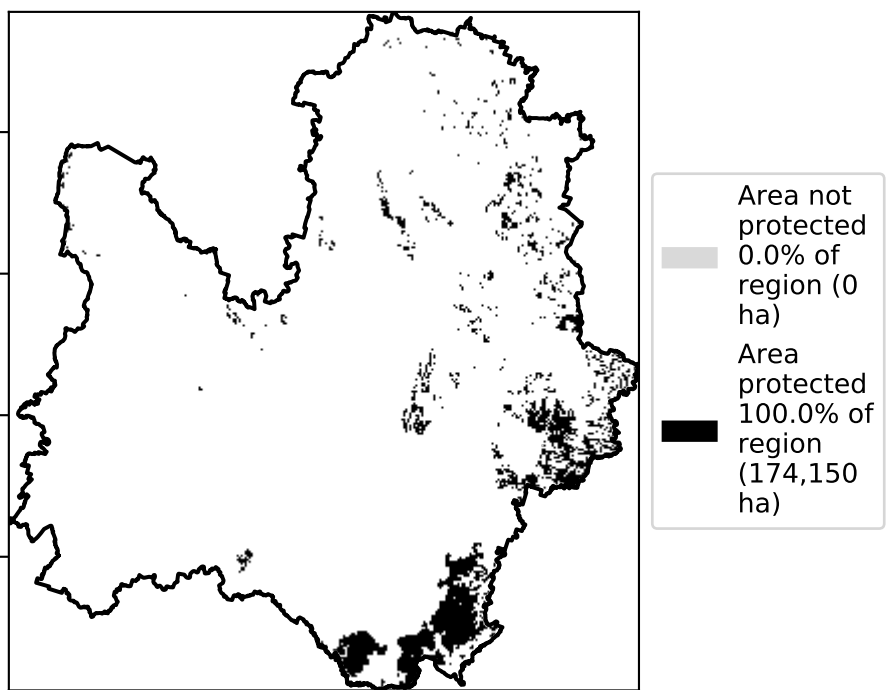 Area not
protected
0.0% of
region (0
ha)
Area
protected
100.0% of
region
(174,150
ha)